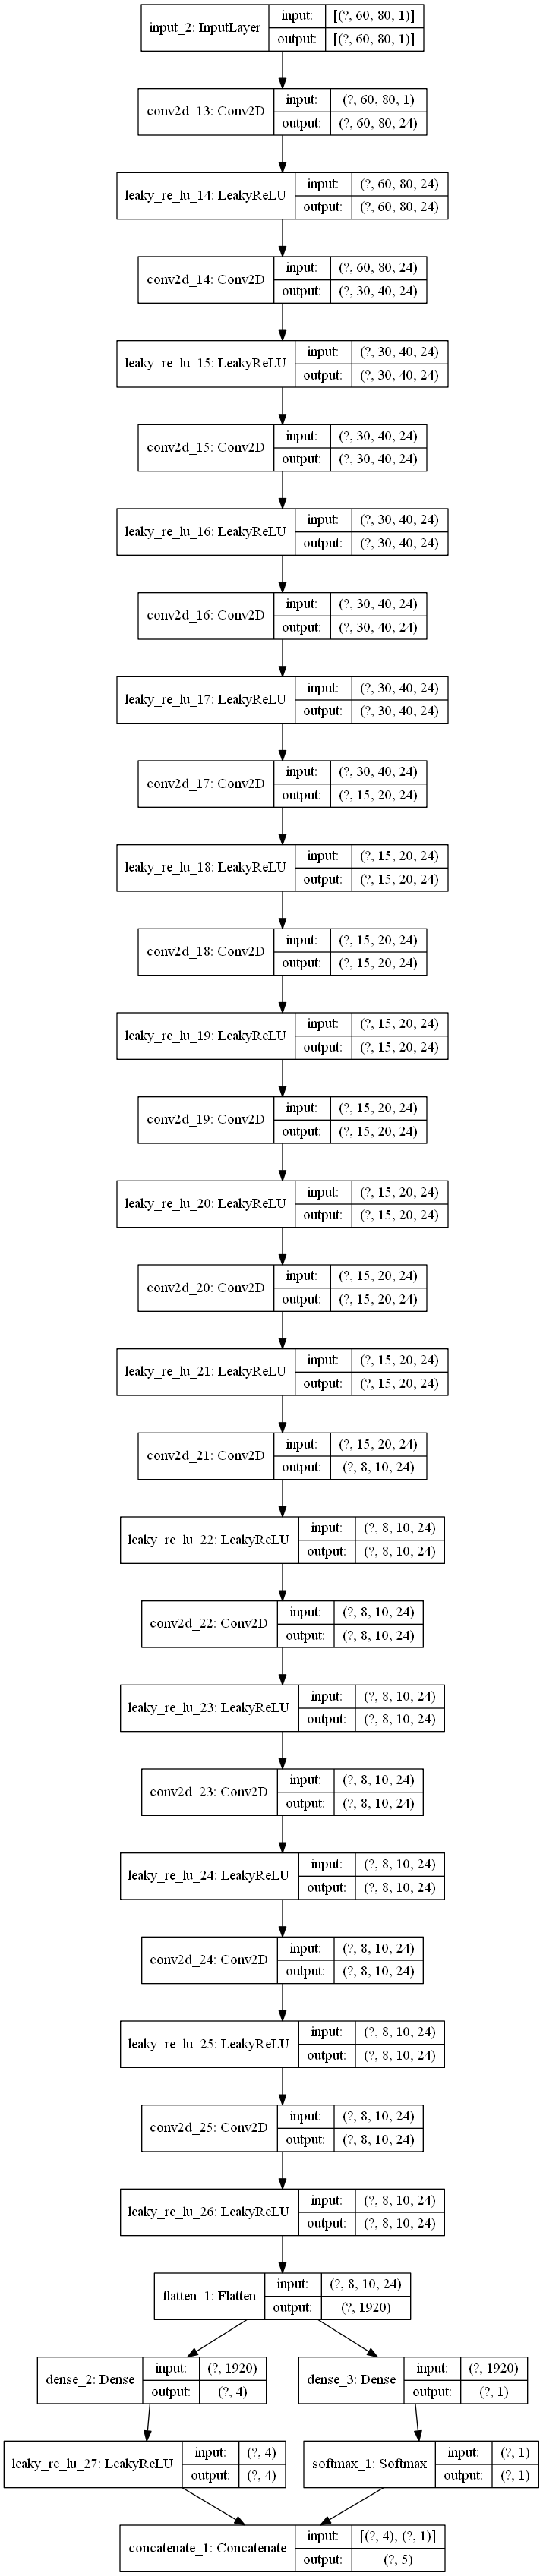 input_2: InputLayer input: [(?, 60, 80, 1)]
output: [(?, 60, 80, 1)]
conv2d_13: Conv2D input: (?, 60, 80, 1)
output: (?, 60, 80, 24)
leaky_re_lu_14: LeakyReLU input: (?, 60, 80, 24)
output: (?, 60, 80, 24)
conv2d_14: Conv2D input: (?, 60, 80, 24)
output: (?, 30, 40, 24)
leaky_re_lu_15: LeakyReLU input: (?, 30, 40, 24)
output: (?, 30, 40, 24)
conv2d_15: Conv2D input: (?, 30, 40, 24)
output: (?, 30, 40, 24)
leaky_re_lu_16: LeakyReLU input: (?, 30, 40, 24)
output: (?, 30, 40, 24)
conv2d_16: Conv2D input: (?, 30, 40, 24)
output: (?, 30, 40, 24)
leaky_re_lu_17: LeakyReLU input: (?, 30, 40, 24)
output: (?, 30, 40, 24)
conv2d_17: Conv2D input: (?, 30, 40, 24)
output: (?, 15, 20, 24)
leaky_re_lu_18: LeakyReLU input: (?, 15, 20, 24)
output: (?, 15, 20, 24)
conv2d_18: Conv2D input: (?, 15, 20, 24)
output: (?, 15, 20, 24)
leaky_re_lu_19: LeakyReLU input: (?, 15, 20, 24)
output: (?, 15, 20, 24)
conv2d_19: Conv2D input: (?, 15, 20, 24)
output: (?, 15, 20, 24)
leaky_re_lu_20: LeakyReLU input: (?, 15, 20, 24)
output: (?, 15, 20, 24)
conv2d_20: Conv2D input: (?, 15, 20, 24)
output: (?, 15, 20, 24)
leaky_re_lu_21: LeakyReLU input: (?, 15, 20, 24)
output: (?, 15, 20, 24)
conv2d_21: Conv2D input: (?, 15, 20, 24)
output: (?, 8, 10, 24)
leaky_re_lu_22: LeakyReLU input: (?, 8, 10, 24)
output: (?, 8, 10, 24)
conv2d_22: Conv2D input: (?, 8, 10, 24)
output: (?, 8, 10, 24)
leaky_re_lu_23: LeakyReLU input: (?, 8, 10, 24)
output: (?, 8, 10, 24)
conv2d_23: Conv2D input: (?, 8, 10, 24)
output: (?, 8, 10, 24)
leaky_re_lu_24: LeakyReLU input: (?, 8, 10, 24)
output: (?, 8, 10, 24)
conv2d_24: Conv2D input: (?, 8, 10, 24)
output: (?, 8, 10, 24)
leaky_re_lu_25: LeakyReLU input: (?, 8, 10, 24)
output: (?, 8, 10, 24)
conv2d_25: Conv2D input: (?, 8, 10, 24)
output: (?, 8, 10, 24)
leaky_re_lu_26: LeakyReLU input: (?, 8, 10, 24)
output: (?, 8, 10, 24)
flatten_1: Flatten input: (?, 8, 10, 24)
output: (?, 1920)
dense_2: Dense input: (?, 1920)
output: (?, 4)
dense_3: Dense input: (?, 1920)
output: (?, 1)
leaky_re_lu_27: LeakyReLU input: (?, 4)
output: (?, 4)
softmax_1: Softmax input: (?, 1)
output: (?, 1)
concatenate_1: Concatenate input: [(?, 4), (?, 1)]
output: (?, 5)